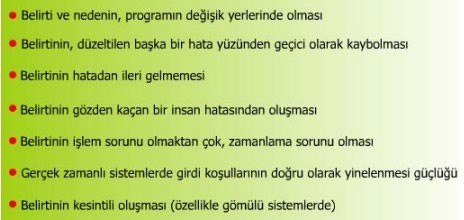 • Belirti ve nedenin, programın değişik yerlerinde olması
• Belirtinin, düzeltilen başka bir hata yüzünden geçici olarak kaybolması
• Belirtinin hatadan ileri gelmemesi
• Belirtinin gözden kaçan bir insan hatasından oluşması
• Belirtinin işlem sorunu olmaktan çok, zamanlama sorunu olması
• Gerçek zamanlı sistemlerde girdi koşullarının doğru olarak yinelenmesi güçlüğü
• Belirtinin kesintili oluşması (özellikle gömülü sistemlerde)